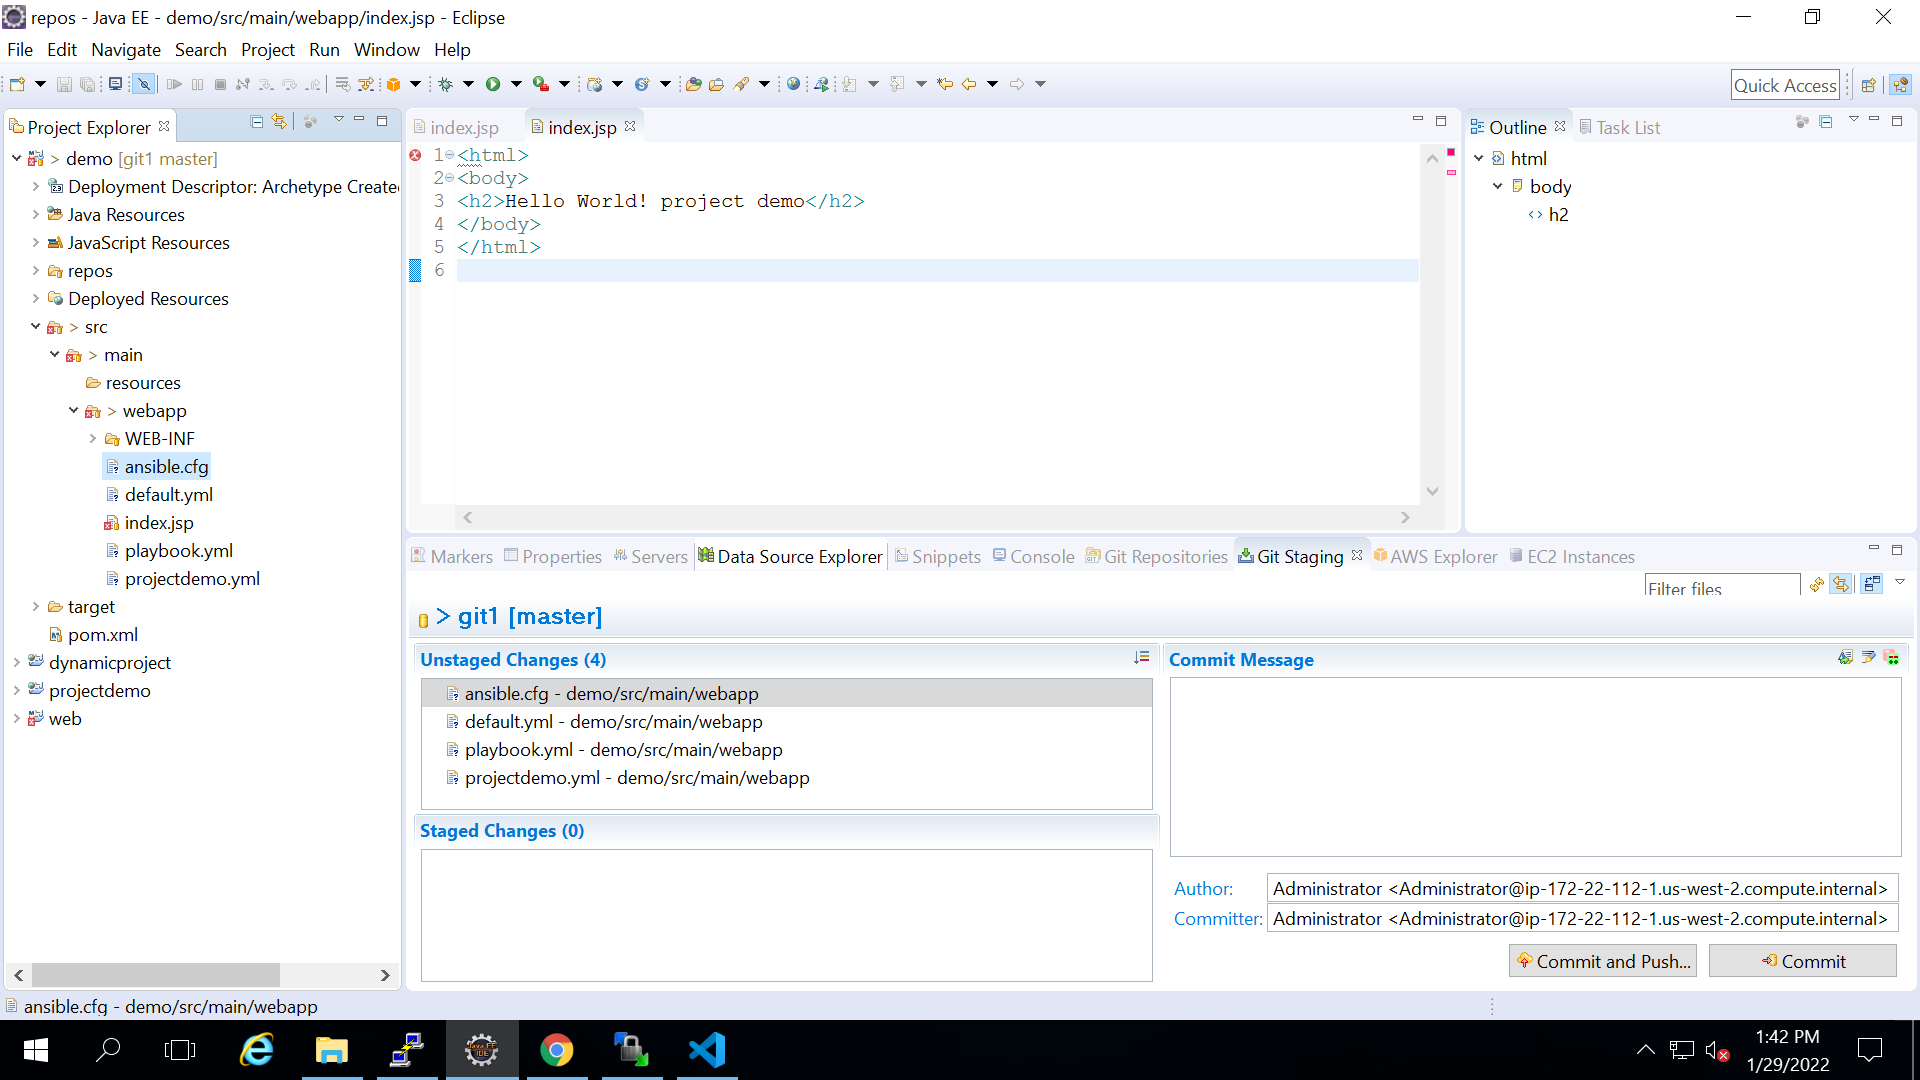 repos - Java EE - demo/src/main/webapp/index.jsp - Eclipse
File Edit Navigate Search Project Run Window Help
Quick Access
Project Explorer
demo [git1 master]
Deployment Descriptor: Archetype Create
Java Resources
JavaScript Resources
repos
Deployed Resources
> src
> main
resources
> webapp
WEB-INF
ansible.cfg
default.yml
index.jsp
playbook.yml
projectdemo.yml
target
pom.xml
dynamicproject
projectdemo
web
index.jsp index.jsp
1 <html>
2 <body>
3 <h2>Hello World! project demo</h2>
4 </body>
5 </html>
6
Outline Task List
html
body
<> h2
Markers Properties Servers Data Source Explorer Snippets Console Git Repositories Git Staging AWS Explorer EC2 Instances
Filter files
> git1 [master]
Unstaged Changes (4)
ansible.cfg - demo/src/main/webapp
default.yml - demo/src/main/webapp
playbook.yml - demo/src/main/webapp
projectdemo.yml - demo/src/main/webapp
Staged Changes (0)
Commit Message
Author: Administrator <Administrator@ip-172-22-112-1.us-west-2.compute.internal>
Committer: Administrator <Administrator@ip-172-22-112-1.us-west-2.compute.internal>
Commit and Push... Commit
ansible.cfg - demo/src/main/webapp
1:42 PM
1/29/2022